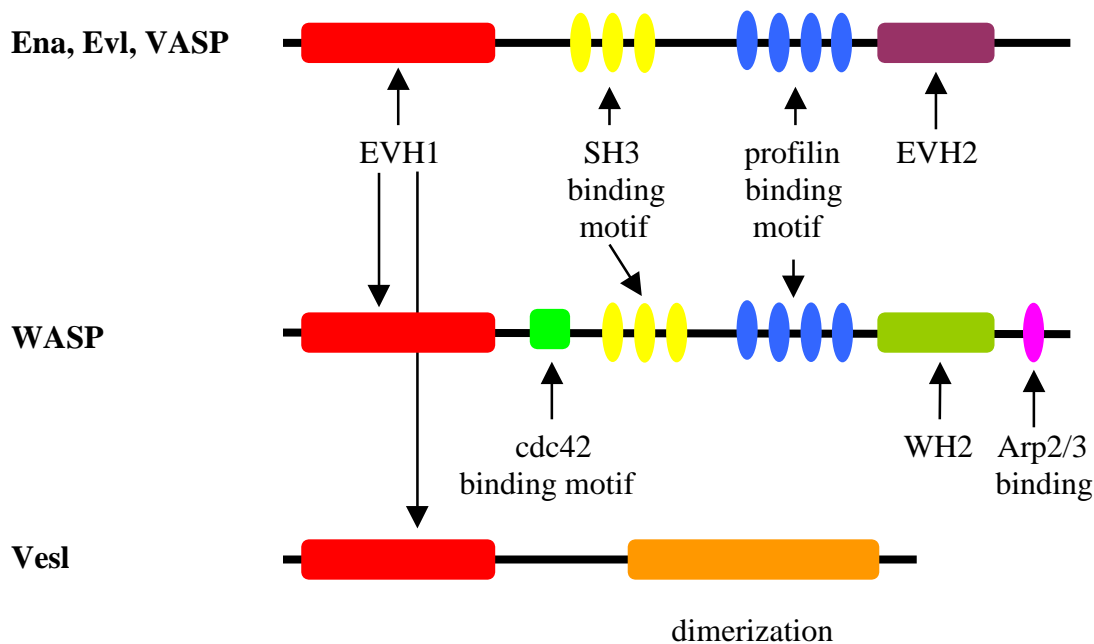 Ena, Evl, VASP
EVH1
SH3
binding
motif
profilin
binding
motif
EVH2
WASP
cdc42
binding motif
WH2
Arp2/3
binding
Vesl
dimerization